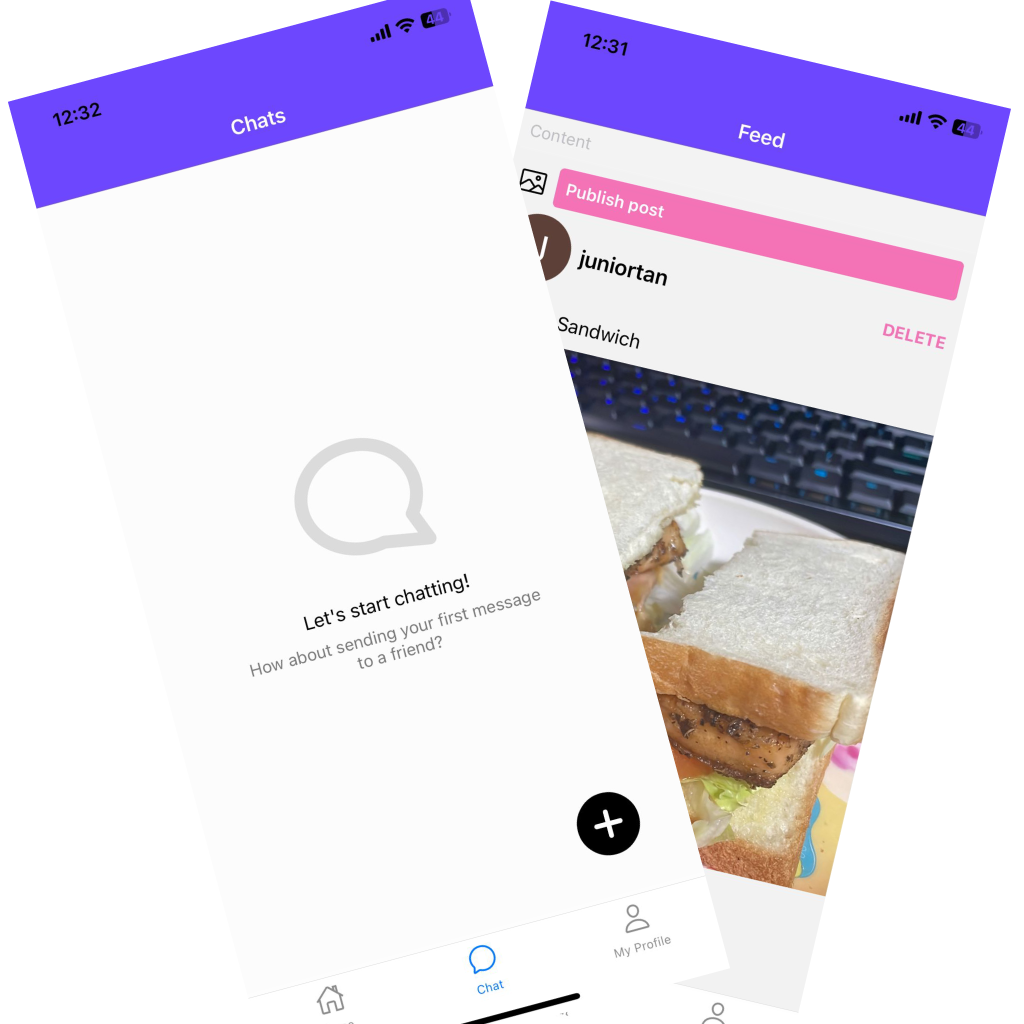 12:32
44
Chats
Let's start chatting!
How about sending your first message
to a friend?
Chat
My Profile
12:31
44
Feed
Content
Publish post
juniortan
Sandwich
DELETE